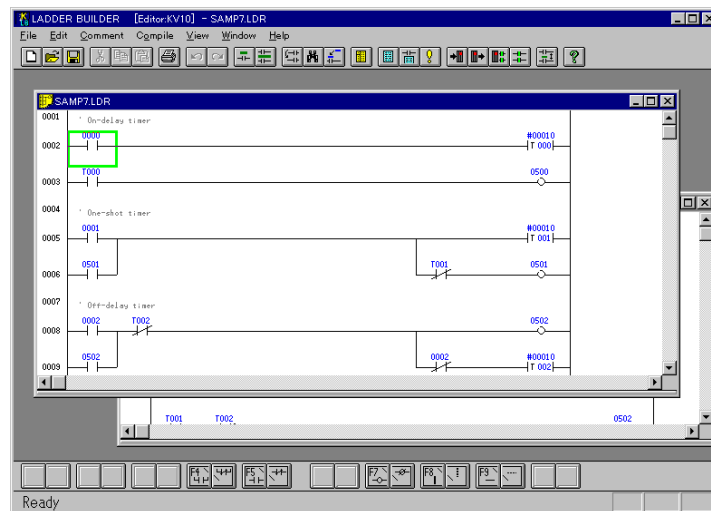 LADDER BUILDER [Editor:KV10] - SAMP7.LDR
File Edit Comment Compile View Window Help
SAMP7.LDR
0001 ' On-delay timer
0000 #00010
0002 T 000
T000 0500
0003
0004 ' One-shot timer
0001 #00010
0005 T 001
0501 T001 0501
0006
0007 ' Off-delay timer
0002 T002 0502
0008
0502 0002 #00010
0009 T 002
T001 T002 0502
F4 F5 F7 F8 F9
Ready